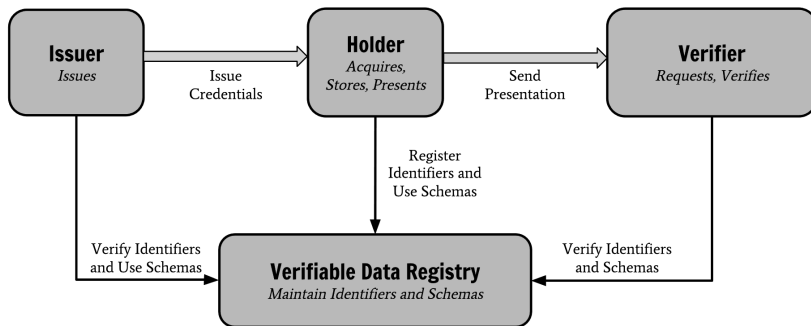 Issuer
Issues
Issue
Credentials
Holder
Acquires,
Stores, Presents
Send
Presentation
Verifier
Requests, Verifies
Register
Identifiers and
Use Schemas
Verify Identifiers
and Use Schemas
Verifiable Data Registry
Maintain Identifiers and Schemas
Verify Identifiers
and Schemas